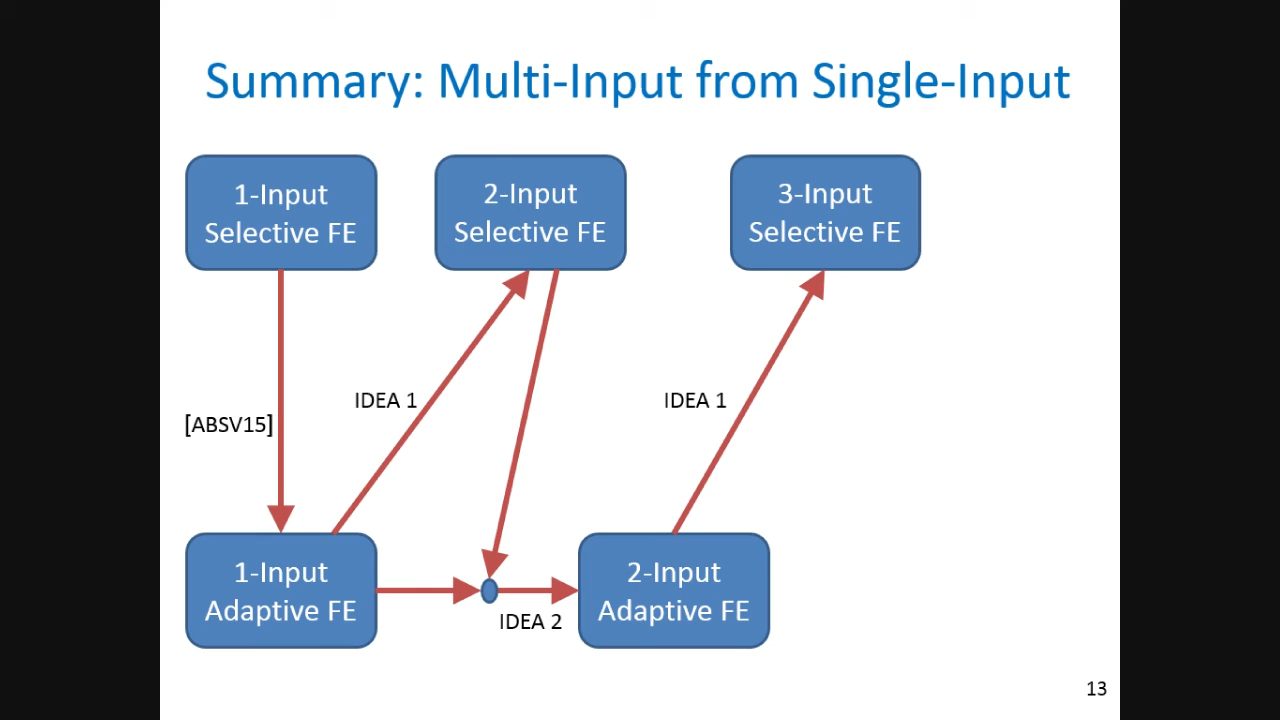 Summary: Multi-Input from Single-Input
1-Input
Selective FE
2-Input
Selective FE
3-Input
Selective FE
IDEA 1
IDEA 1
[ABSV15]
1-Input
Adaptive FE
2-Input
Adaptive FE
IDEA 2
13